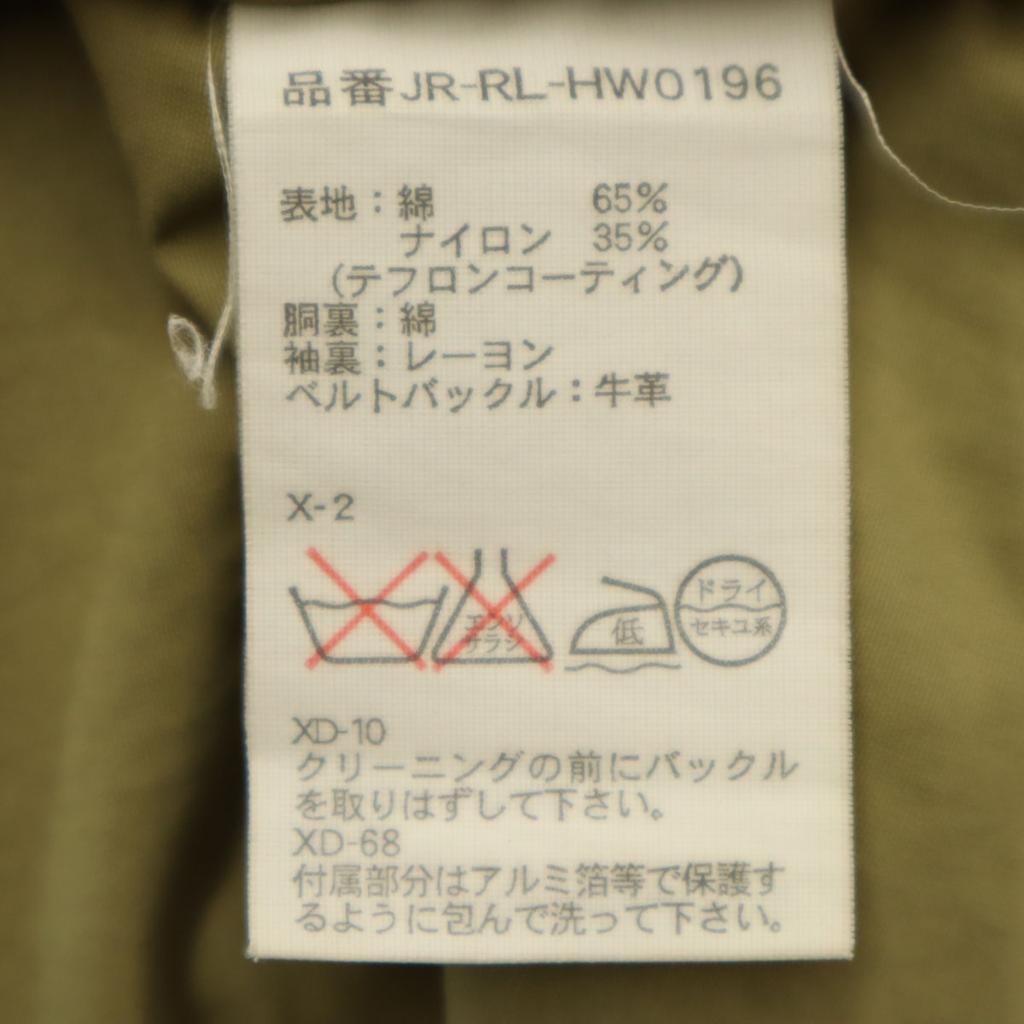 品番JR-RL-HW0196
表地：綿 65%
ナイロン 35%
（テフロンコーティング）
胴裏：綿
袖裏：レーヨン
ベルトバックル：牛革
X-2
エンソ
サラシ
低
ドライ
セキユ系
XD-10
クリーニングの前にバックル
を取りはずして下さい。
XD-68
付属部分はアルミ箔等で保護す
るように包んで洗って下さい。